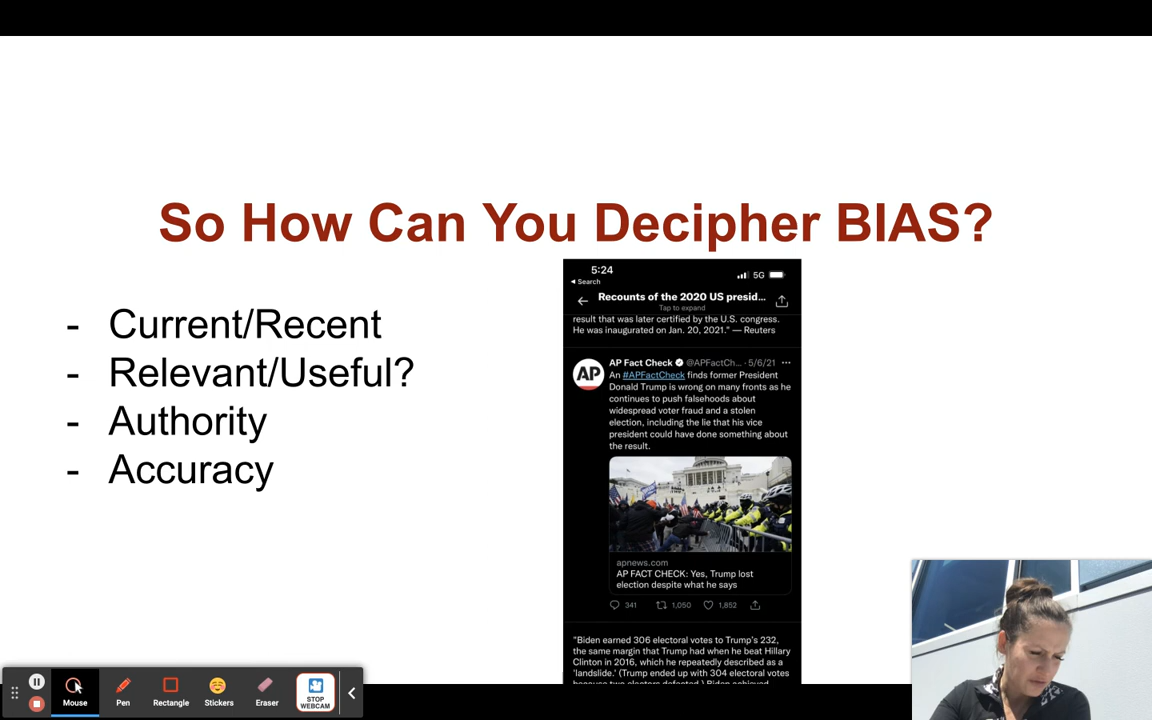 So How Can You Decipher BIAS?
- Current/Recent
- Relevant/Useful?
- Authority
- Accuracy
5:24
5G
◂ Search
Recounts of the 2020 US presid...
Tap to expand
result that was later certified by the U.S. congress.
He was inaugurated on Jan. 20, 2021." — Reuters
AP
AP Fact Check @APFactCh... · 5/6/21 ···
An #APFactCheck finds former President
Donald Trump is wrong on many fronts as he
continues to push falsehoods about
widespread voter fraud and a stolen
election, including the lie that his vice
president could have done something about
the result.
apnews.com
AP FACT CHECK: Yes, Trump lost
election despite what he says
341 1,050 1,852
"Biden earned 306 electoral votes to Trump's 232,
the same margin that Trump had when he beat Hillary
Clinton in 2016, which he repeatedly described as a
'landslide.' (Trump ended up with 304 electoral votes
because two electors defected.) Biden achieved
Mouse
Pen
Rectangle
Stickers
Eraser
STOP
WEBCAM